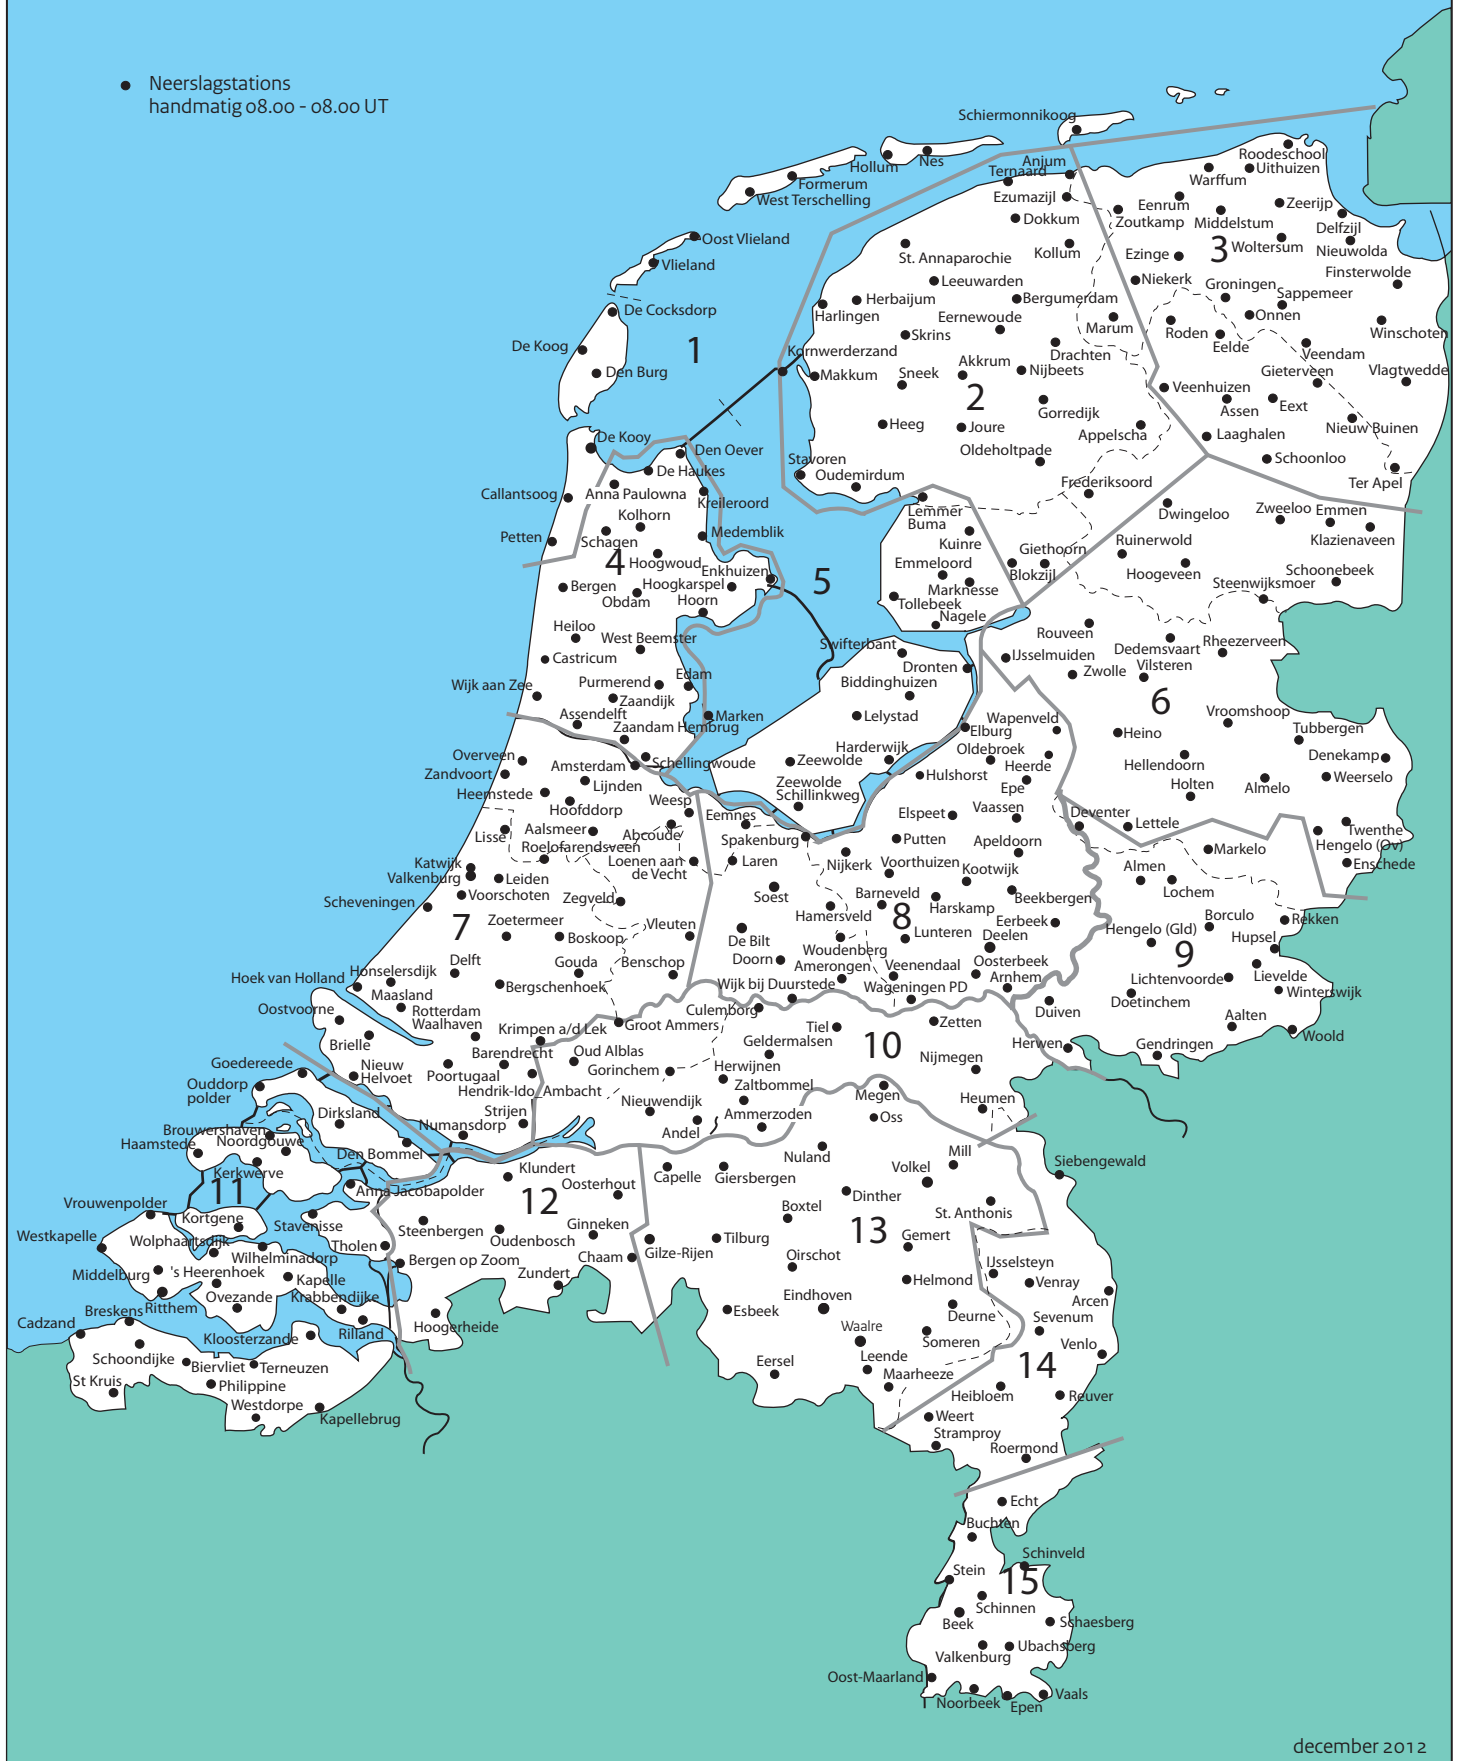 Neerslagstations
handmatig 08.00 - 08.00 UT
Schiermonnikoog
Hollum
Nes
Formerum
West Terschelling
Oost Vlieland
Vlieland
De Cocksdorp
De Koog
Den Burg
1
Anjum
Ternaard
Ezumazijl
Dokkum
Kollum
St. Annaparochie
Leeuwarden
Herbaijum
Harlingen
Bergumerdam
Eernewoude
Marum
Skrins
Drachten
Kornwerderzand
Makkum
Sneek
Akkrum
Nijbeets
2
Gorredijk
Heeg
Joure
Appelscha
Oldeholtpade
Stavoren
Oudemirdum
Frederiksoord
Roodeschool
Uithuizen
Warffum
Eenrum
Zoutkamp
Middelstum
Zeerijp
Delfzijl
3
Woltersum
Nieuwolda
Ezinge
Finsterwolde
Niekerk
Groningen
Sappemeer
Onnen
Roden
Eelde
Winschoten
Veendam
Gieterveen
Vlagtwedde
Veenhuizen
Assen
Eext
Nieuw Buinen
Laaghalen
Schoonloo
Ter Apel
De Kooy
Den Oever
De Haukes
Callantsoog
Anna Paulowna
Kreileroord
Kolhorn
Petten
Schagen
Medemblik
4
Hoogwoud
Enkhuizen
Bergen
Hoogkarspel
Obdam
Hoorn
Heiloo
West Beemster
Castricum
Edam
Wijk aan Zee
Purmerend
Zaandijk
Assendelft
Marken
Zaandam Hembrug
5
Lemmer
Buma
Kuinre
Emmeloord
Marknesse
Tollebeek
Nagele
Swifterbant
Dronten
Biddinghuizen
Lelystad
Harderwijk
Zeewolde
Zeewolde
Schillinkweg
Giethoorn
Blokzijl
Dwingeloo
Zweeloo
Emmen
Klazienaveen
Ruinerwold
Hoogeveen
Schoonebeek
Steenwijksmoer
Rouveen
Dedemsvaart
Rheezerveen
IJsselmuiden
Zwolle
Vilsteren
6
Vroomshoop
Tubbergen
Heino
Denekamp
Hellendoorn
Weerselo
Holten
Almelo
Deventer
Lettele
Twenthe
Hengelo (Ov)
Enschede
Overveen
Schellingwoude
Zandvoort
Amsterdam
Heemstede
Lijnden
Hoofddorp
Weesp
Lisse
Aalsmeer
Abcoude
Roelofarendsveen
Loenen aan
de Vecht
Katwijk
Valkenburg
Leiden
Voorschoten
Zegveld
Scheveningen
7
Zoetermeer
Boskoop
Vleuten
Delft
Gouda
Benschop
Hoek van Holland
Honselersdijk
Bergschenhoek
Maasland
Oostvoorne
Rotterdam
Waalhaven
Krimpen a/d Lek
Brielle
Barendrecht
Nieuw
Helvoet
Poortugaal
Hendrik-Ido_Ambacht
Strijen
Numansdorp
Wapenveld
Elburg
Oldebroek
Hulshorst
Heerde
Epe
Eemnes
Elspeet
Vaassen
Spakenburg
Putten
Apeldoorn
Laren
Nijkerk
Voorthuizen
Kootwijk
Soest
Barneveld
Beekbergen
Hamersveld
Harskamp
8
Eerbeek
De Bilt
Lunteren
Deelen
Woudenberg
Doorn
Amerongen
Veenendaal
Oosterbeek
Wijk bij Duurstede
Wageningen PD
Arnhem
Markelo
Almen
Lochem
Borculo
Rekken
Hengelo (Gld)
Hupsel
9
Lichtenvoorde
Lievelde
Doetinchem
Winterswijk
Duiven
Aalten
Woold
Herwen
Gendringen
Culemborg
Groot Ammers
Tiel
Zetten
Geldermalsen
10
Oud Alblas
Gorinchem
Herwijnen
Nijmegen
Zaltbommel
Nieuwendijk
Ammerzoden
Andel
Heumen
Goedereede
Ouddorp
polder
Dirksland
Brouwershaven
Haamstede
Noordgouwe
Den Bommel
Kerkwerve
11
Anna Jacobapolder
Vrouwenpolder
Kortgene
Stavenisse
Westkapelle
Wolphaartsdijk
Tholen
Wilhelminadorp
Middelburg
's Heerenhoek
Kapelle
Ovezande
Krabbendijke
Breskens
Ritthem
Cadzand
Kloosterzande
Rilland
Schoondijke
Biervliet
Terneuzen
St Kruis
Philippine
Westdorpe
Kapellebrug
Klundert
Oosterhout
12
Steenbergen
Oudenbosch
Ginneken
Bergen op Zoom
Chaam
Zundert
Hoogerheide
Megen
Oss
Nuland
Mill
Capelle
Giersbergen
Volkel
Dinther
Boxtel
St. Anthonis
13
Gilze-Rijen
Tilburg
Gemert
Oirschot
Helmond
Esbeek
Eindhoven
Deurne
Waalre
Someren
Eersel
Leende
Maarheeze
Siebengewald
IJsselsteyn
Venray
Arcen
Sevenum
Venlo
14
Heibloem
Reuver
Weert
Stramproy
Roermond
Echt
Buchten
Schinveld
Stein
15
Schinnen
Beek
Schaesberg
Ubachsberg
Valkenburg
Oost-Maarland
Noorbeek
Epen
Vaals
december 2012